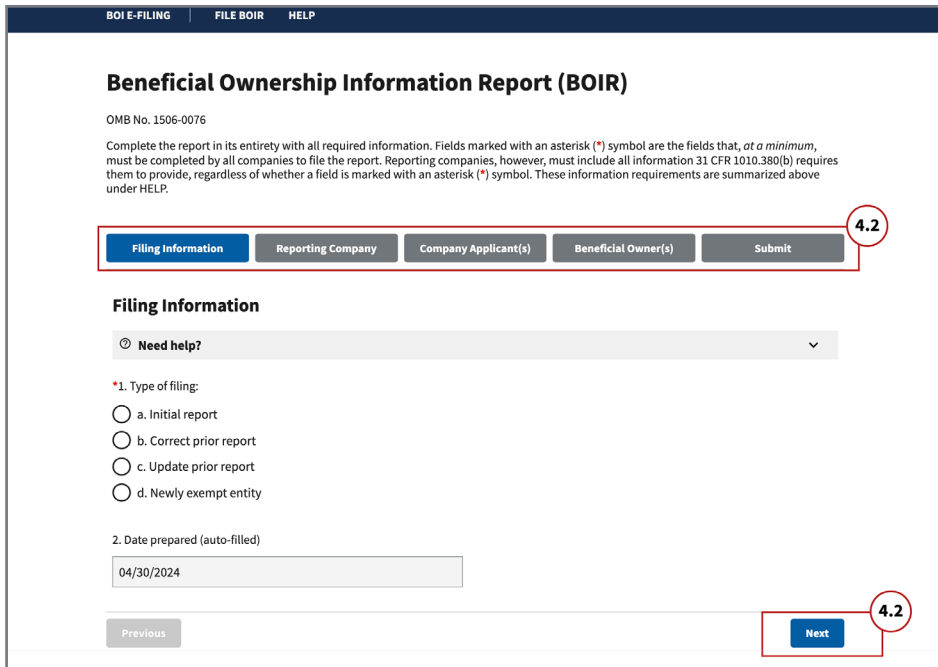 BOI E-FILING FILE BOIR HELP
Beneficial Ownership Information Report (BOIR)
OMB No. 1506-0076
Complete the report in its entirety with all required information. Fields marked with an asterisk (*) symbol are the fields that, at a minimum,
must be completed by all companies to file the report. Reporting companies, however, must include all information 31 CFR 1010.380(b) requires
them to provide, regardless of whether a field is marked with an asterisk (*) symbol. These information requirements are summarized above
under HELP.
4.2
Filing Information Reporting Company Company Applicant(s) Beneficial Owner(s) Submit
Filing Information
Need help?
*1. Type of filing:
a. Initial report
b. Correct prior report
c. Update prior report
d. Newly exempt entity
2. Date prepared (auto-filled)
04/30/2024
4.2
Previous Next